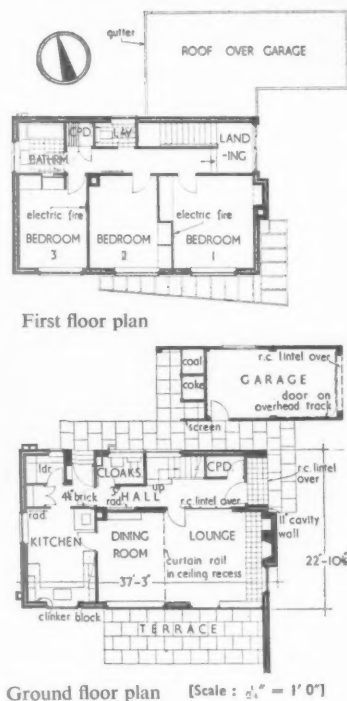 gutter
ROOF OVER GARAGE
CPD
LAV
LAND
-ING
BATHRM
electric fire
electric fire
BEDROOM
3
BEDROOM
2
BEDROOM
1
First floor plan
coal
coke
r.c. lintel over
GARAGE
door on
overhead track
screen
ldr
CLOAKS
up
CPD.
4½ brick
3"
rad.
HALL
r.c. lintel over
r.c. lintel
over
rad
KITCHEN
DINING
ROOM
LOUNGE
11" cavity
wall
curtain rail
in ceiling recess
37'-3"
22'-10½
clinker block
TERRACE
Ground floor plan
[Scale : " = 1' 0"]